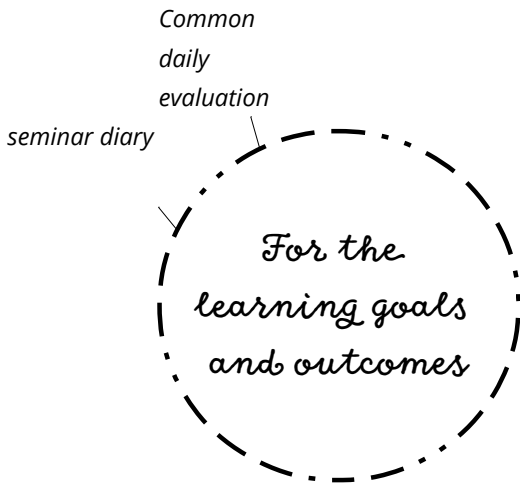 Common
daily
evaluation
seminar diary
For the
learning goals
and outcomes